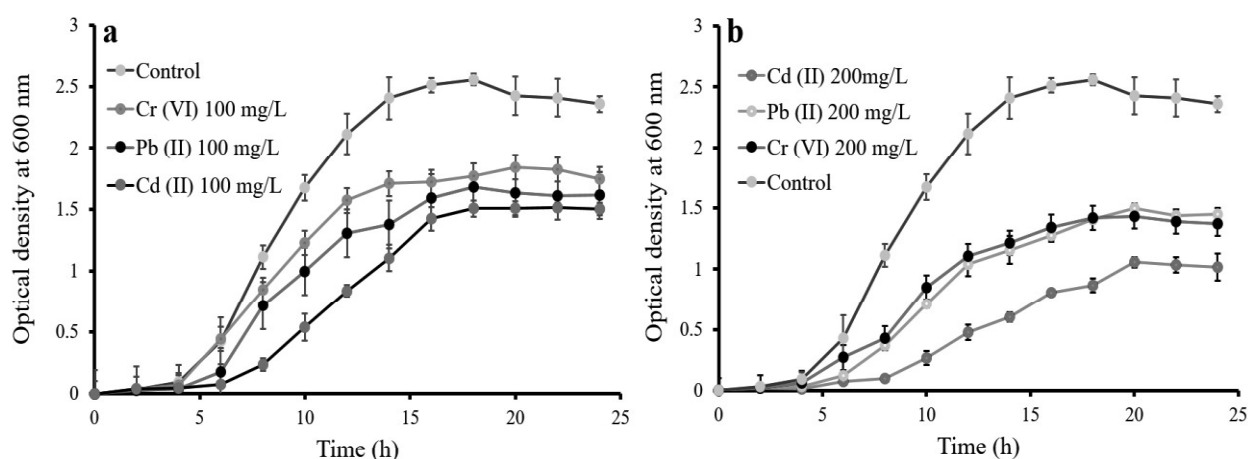 a
Control
Cr (VI) 100 mg/L
Pb (II) 100 mg/L
Cd (II) 100 mg/L
Optical density at 600 nm
3
2.5
2
1.5
1
0.5
0
0 5 10 15 20 25
Time (h)
b
Cd (II) 200mg/L
Pb (II) 200 mg/L
Cr (VI) 200 mg/L
Control
Optical density at 600 nm
3
2.5
2
1.5
1
0.5
0
0 5 10 15 20 25
Time (h)